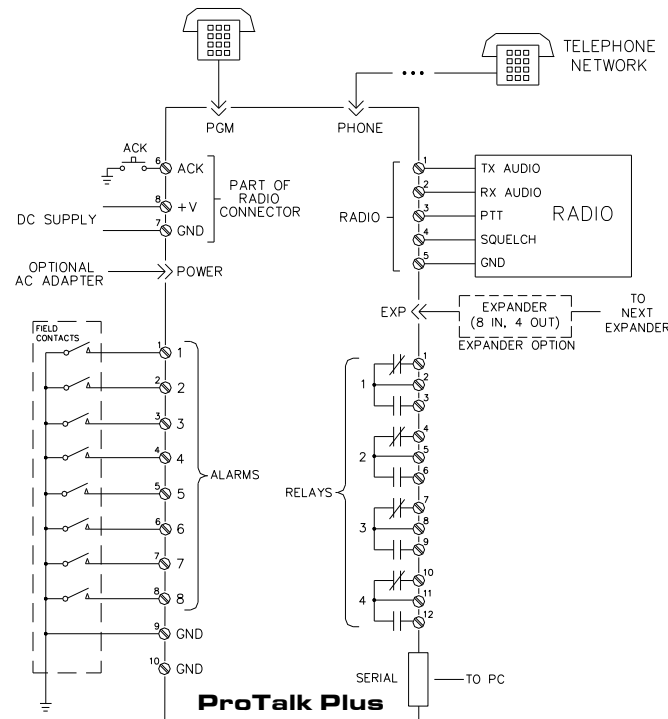 TELEPHONE
NETWORK
PGM
PHONE
ACK
6
ACK
8
+V
7
GND
PART OF
RADIO
CONNECTOR
DC SUPPLY
OPTIONAL
AC ADAPTER
POWER
FIELD
CONTACTS
1
1
2
2
3
3
4
4
5
5
6
6
7
7
8
8
ALARMS
9
GND
10
GND
RADIO
1
TX AUDIO
2
RX AUDIO
3
PTT
4
SQUELCH
5
GND
RADIO
EXP
EXPANDER
(8 IN, 4 OUT)
EXPANDER OPTION
TO
NEXT
EXPANDER
RELAYS
1
1
2
3
2
4
5
6
3
7
8
9
4
10
11
12
SERIAL
TO PC
ProTalk Plus